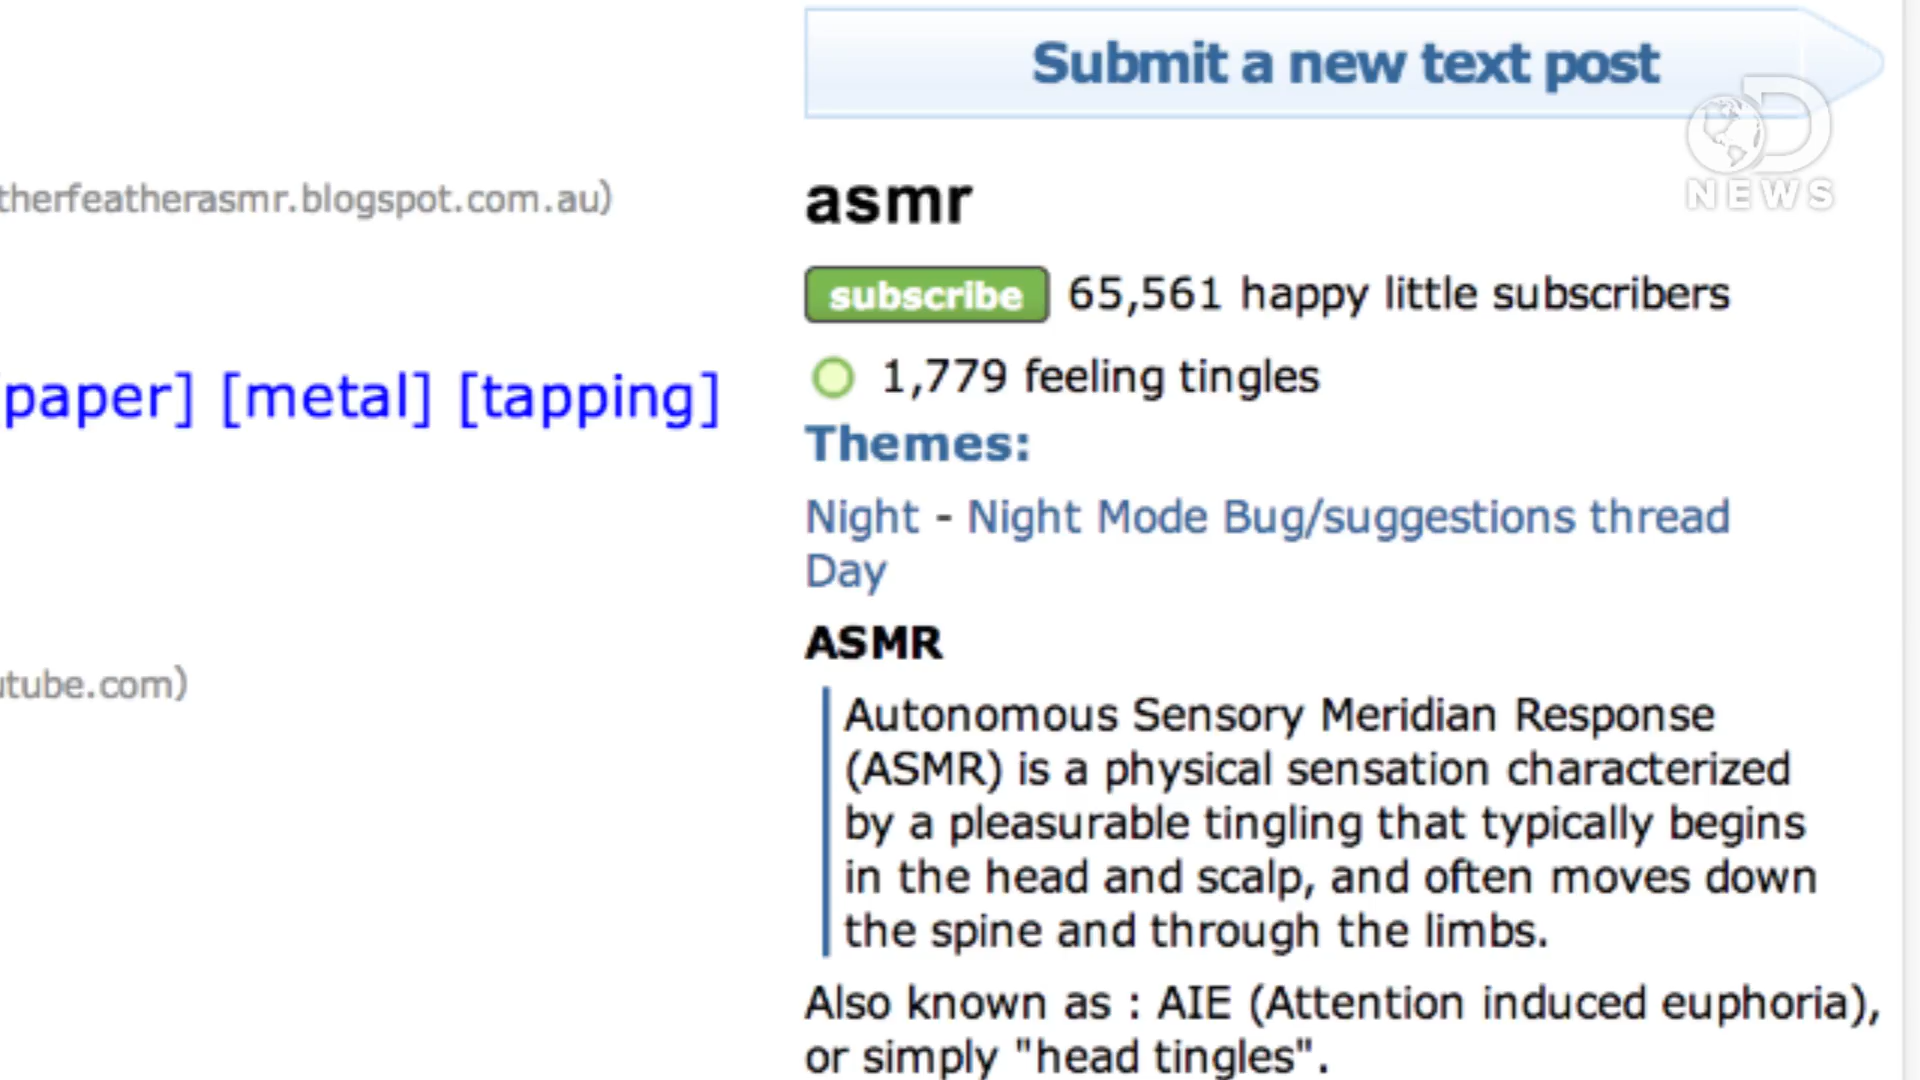 Submit a new text post
NEWS
therfeatherasmr.blogspot.com.au)
asmr
subscribe 65,561 happy little subscribers
1,779 feeling tingles
[paper] [metal] [tapping]
Themes:
Night - Night Mode Bug/suggestions thread
Day
ASMR
utube.com)
Autonomous Sensory Meridian Response
(ASMR) is a physical sensation characterized
by a pleasurable tingling that typically begins
in the head and scalp, and often moves down
the spine and through the limbs.
Also known as : AIE (Attention induced euphoria),
or simply "head tingles".